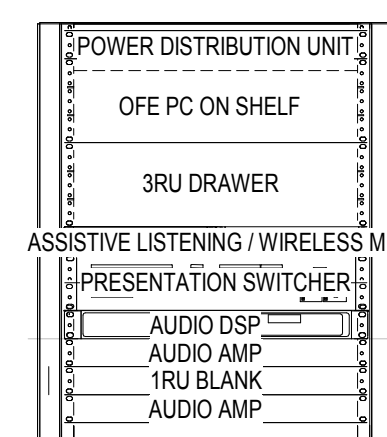 POWER DISTRIBUTION UNIT
OFE PC ON SHELF
3RU DRAWER
ASSISTIVE LISTENING / WIRELESS M
PRESENTATION SWITCHER
AUDIO DSP
AUDIO AMP
1RU BLANK
AUDIO AMP